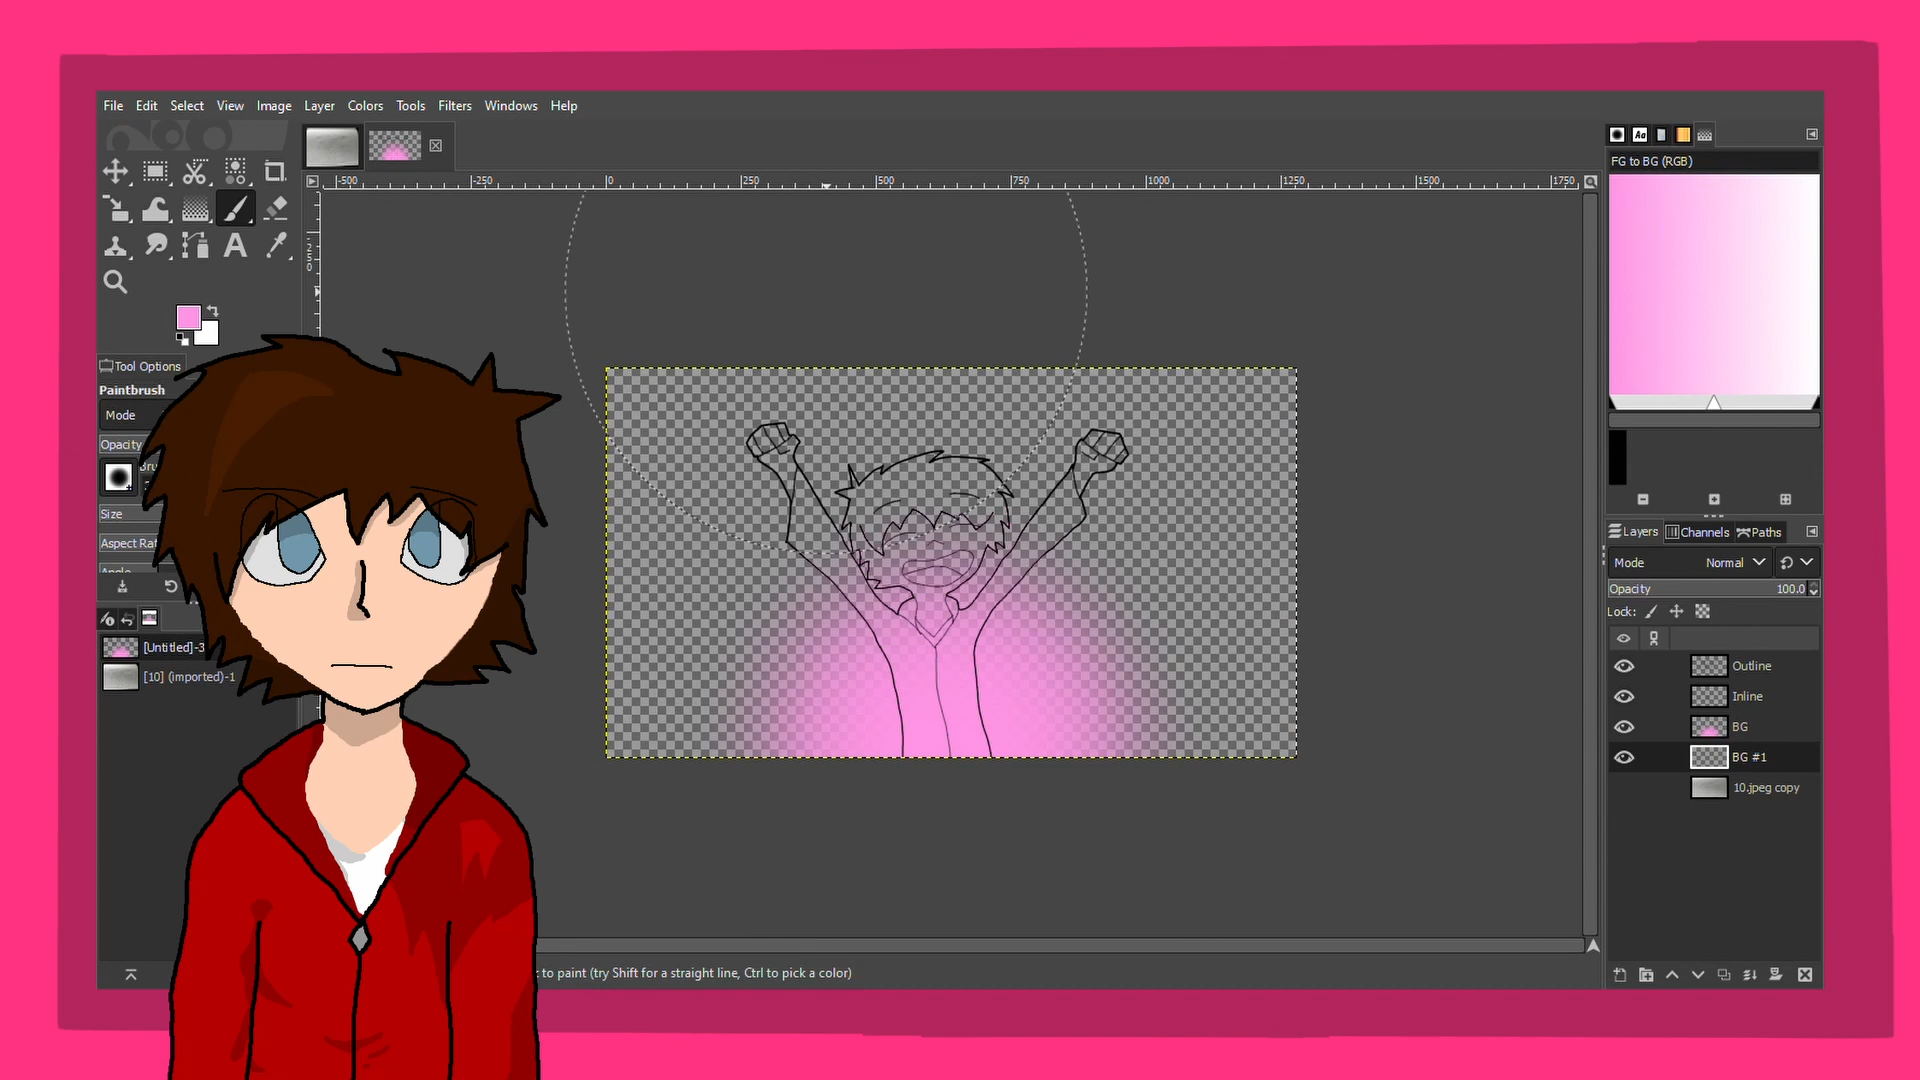 File Edit Select View Image Layer Colors Tools Filters Windows Help
FG to BG (RGB)
-500 -250 0 250 500 750 1000 1250 1500 1750
250
A
Tool Options
Paintbrush
Mode
Opacity
Size
Aspect
[Untitled]-3
[10] (imported)-1
to paint (try Shift for a straight line, Ctrl to pick a color)
Aa
Layers Channels Paths
Mode Normal
Opacity 100.0
Lock:
Outline
Inline
BG
BG #1
10.jpeg copy